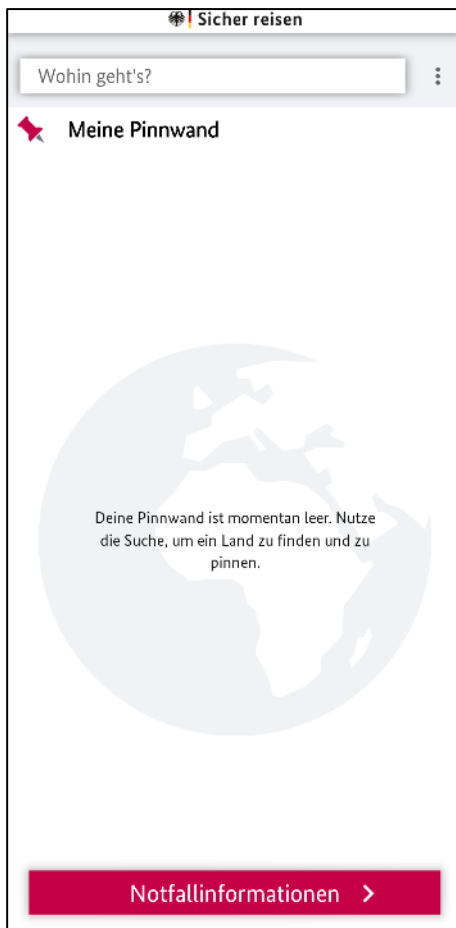 Sicher reisen
Wohin geht's?
Meine Pinnwand
Deine Pinnwand ist momentan leer. Nutze
die Suche, um ein Land zu finden und zu
pinnen.
Notfallinformationen